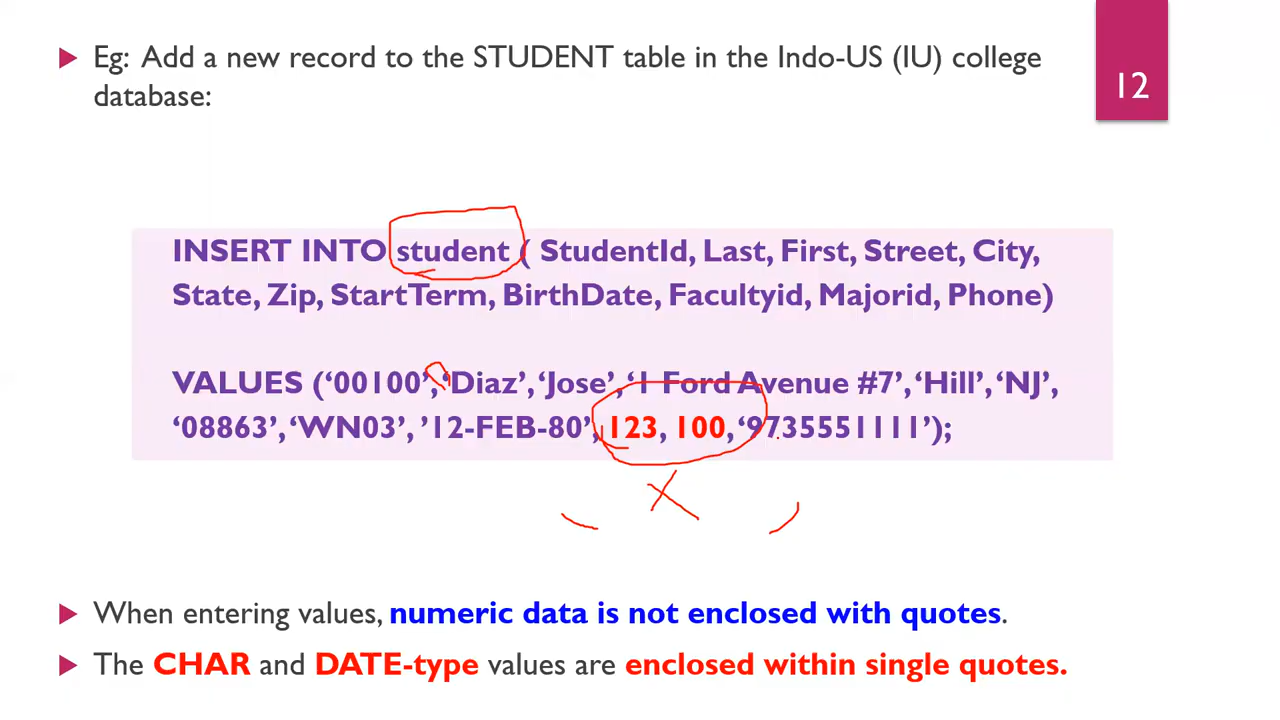 Eg: Add a new record to the STUDENT table in the Indo-US (IU) college
database:
12
INSERT INTO student ( StudentId, Last, First, Street, City,
State, Zip, StartTerm, BirthDate, Facultyid, Majorid, Phone)
VALUES (‘00100’,‘Diaz’,‘Jose’,‘1 Ford Avenue #7’,‘Hill’,‘NJ’,
‘08863’,‘WN03’, ’12-FEB-80’, 123, 100, ‘9735551111’);
When entering values, numeric data is not enclosed with quotes.
The CHAR and DATE-type values are enclosed within single quotes.